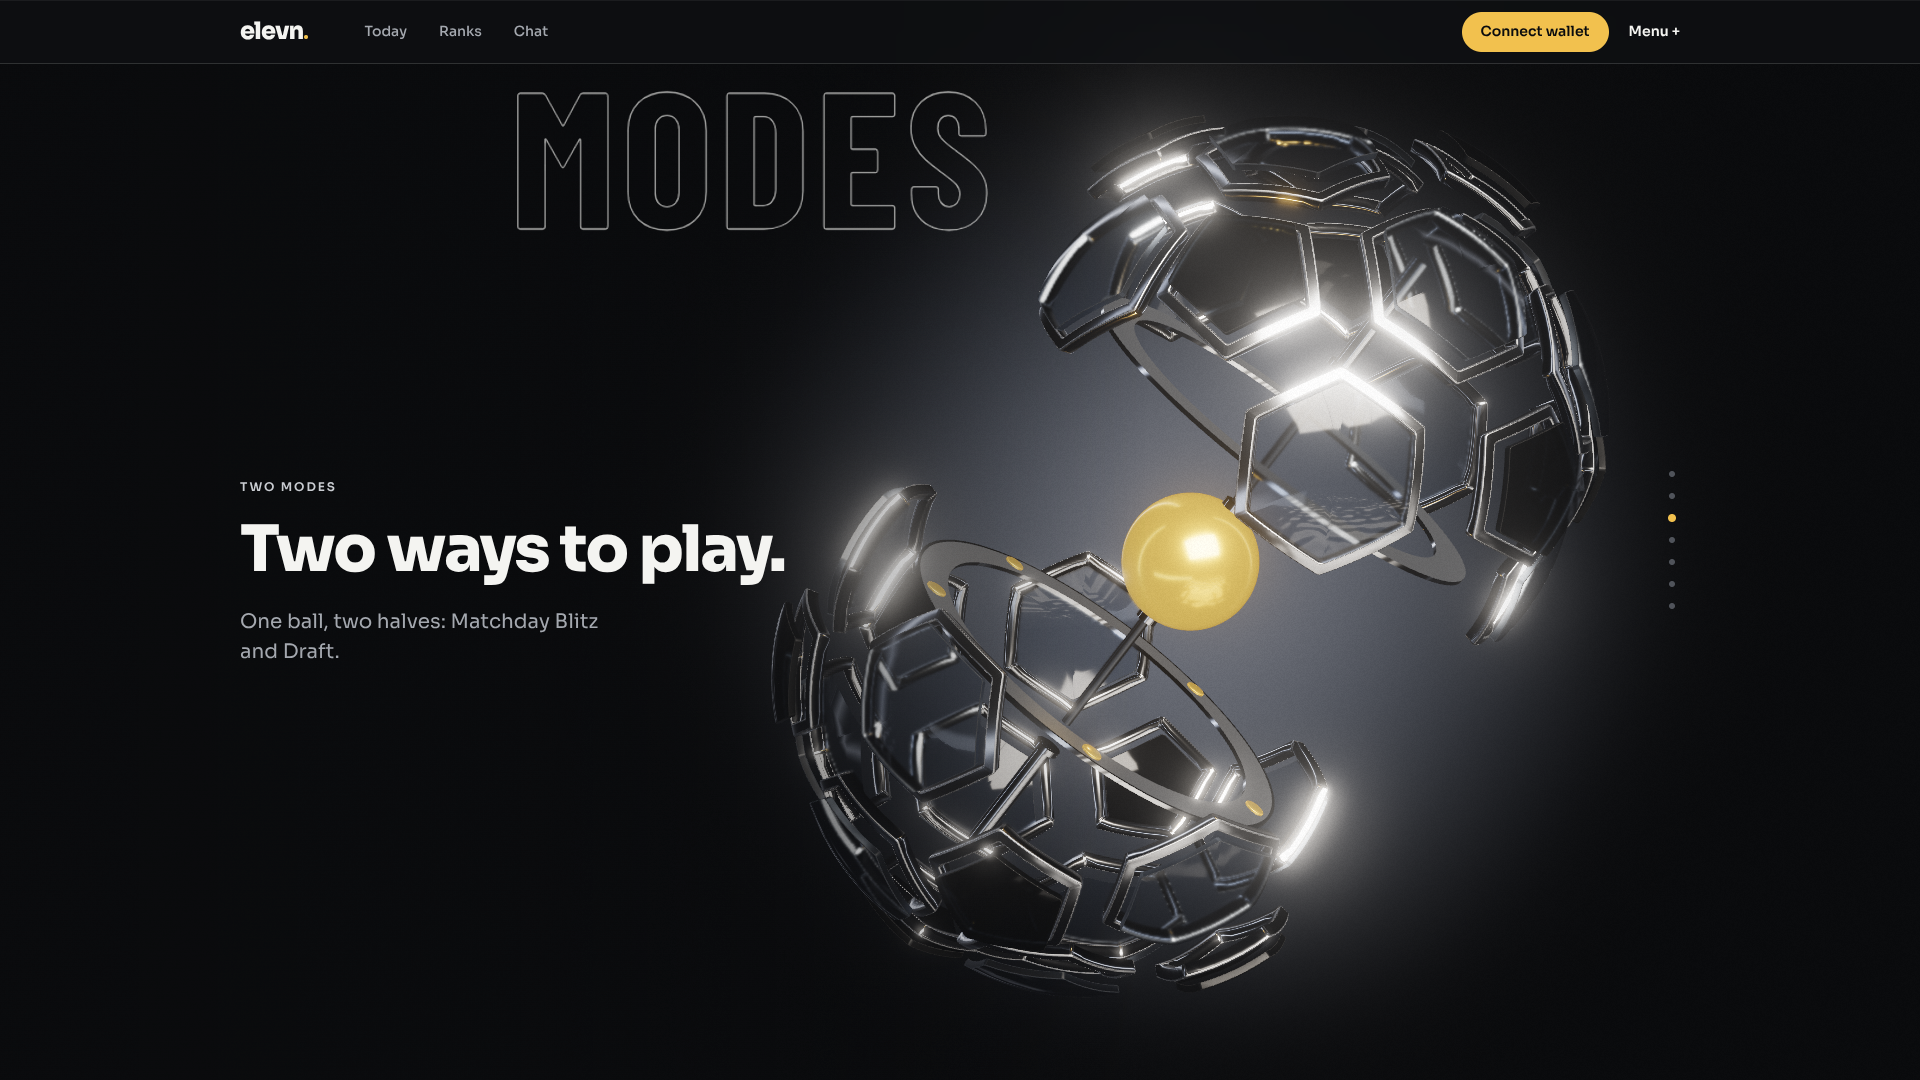 elevn.
Today
Ranks
Chat
Connect wallet
Menu +
MODES
TWO MODES
Two ways to play.
One ball, two halves: Matchday Blitz
and Draft.